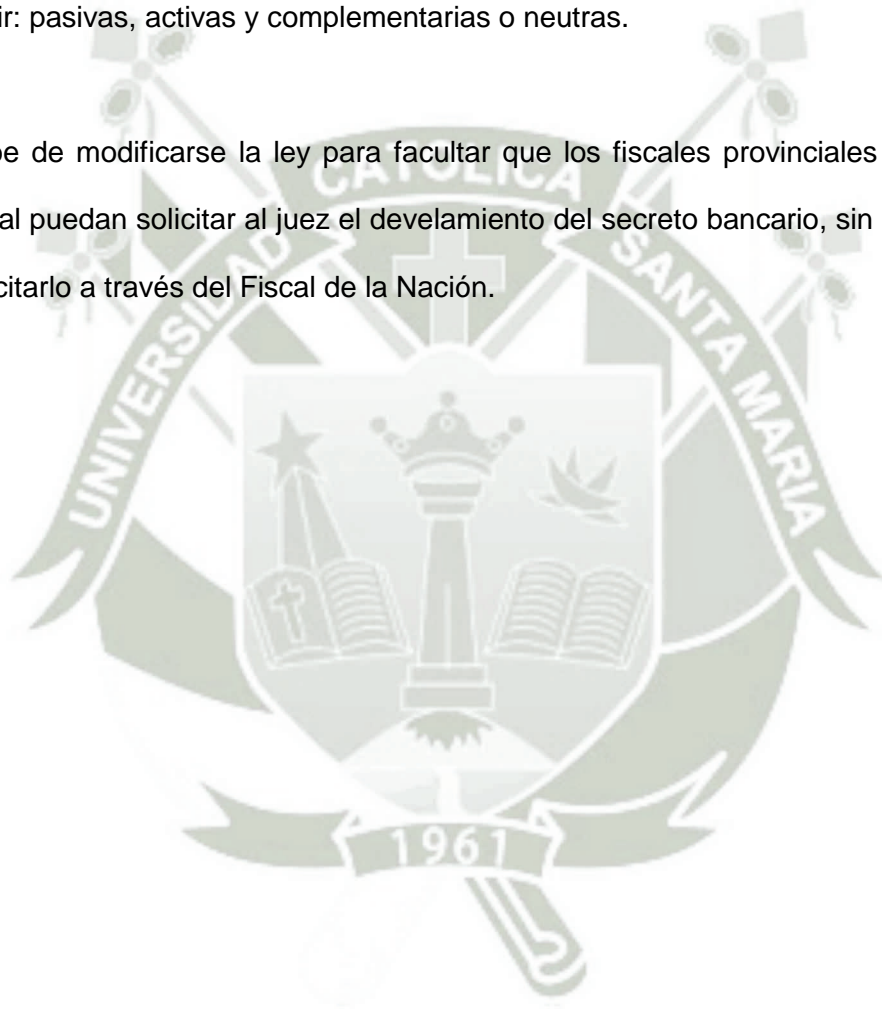 ir: pasivas, activas y complementarias o neutras.
de modificarse la ley para facultar que los fiscales provinciales
al puedan solicitar al juez el develamiento del secreto bancario, sin
citarlo a través del Fiscal de la Nación.
UNIVERSIDAD CATOLICA SANTA MARIA
1961